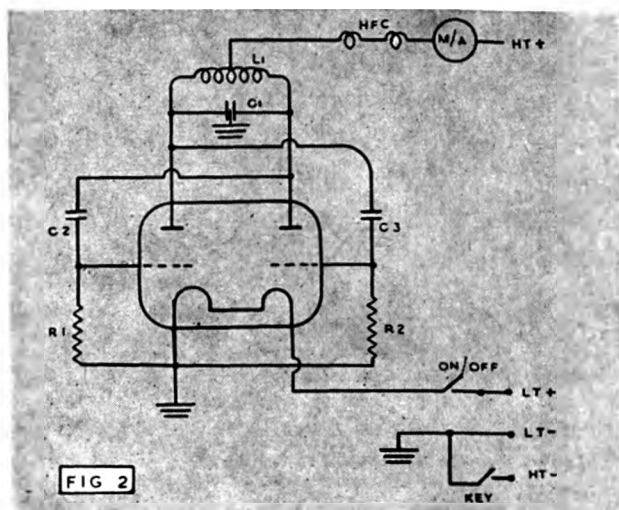 HFC
M/A
HT+
L1
C1
C2
C3
R1
R2
ON/OFF
LT+
LT-
HT-
KEY
FIG 2